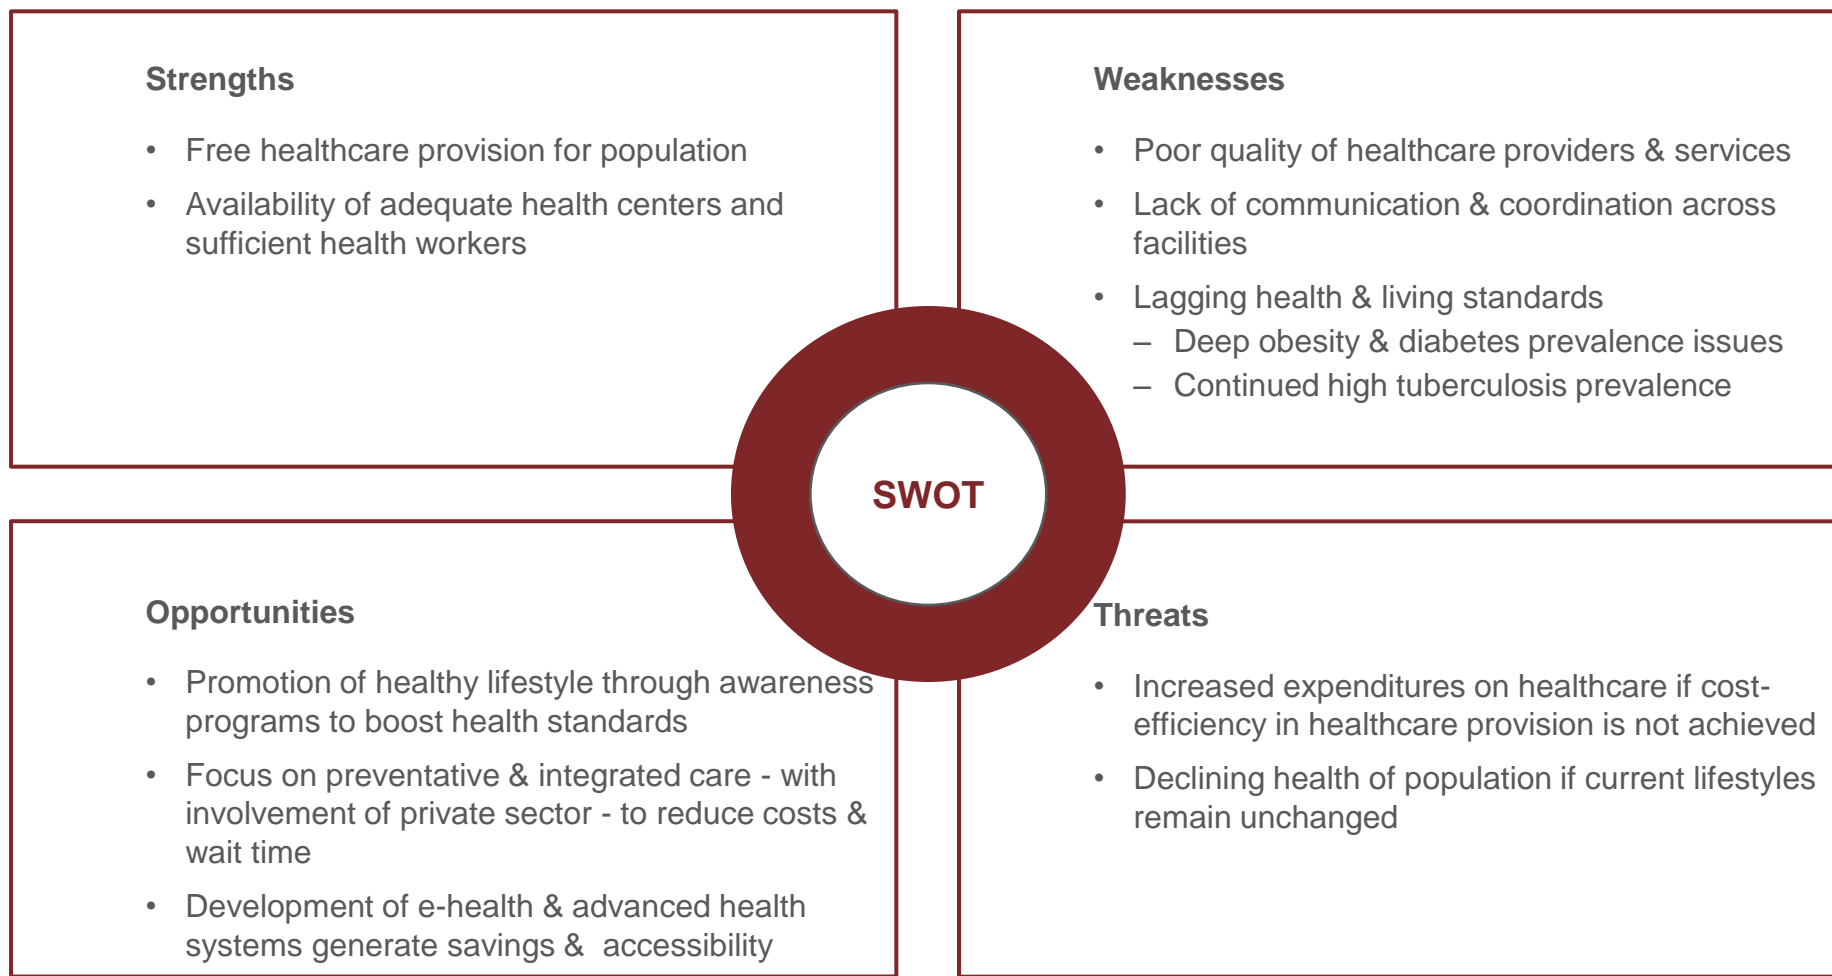 Strengths
• Free healthcare provision for population
• Availability of adequate health centers and
sufficient health workers
Weaknesses
• Poor quality of healthcare providers & services
• Lack of communication & coordination across
facilities
• Lagging health & living standards
– Deep obesity & diabetes prevalence issues
– Continued high tuberculosis prevalence
SWOT
Opportunities
• Promotion of healthy lifestyle through awareness
programs to boost health standards
• Focus on preventative & integrated care - with
involvement of private sector - to reduce costs &
wait time
• Development of e-health & advanced health
systems generate savings & accessibility
Threats
• Increased expenditures on healthcare if cost-
efficiency in healthcare provision is not achieved
• Declining health of population if current lifestyles
remain unchanged